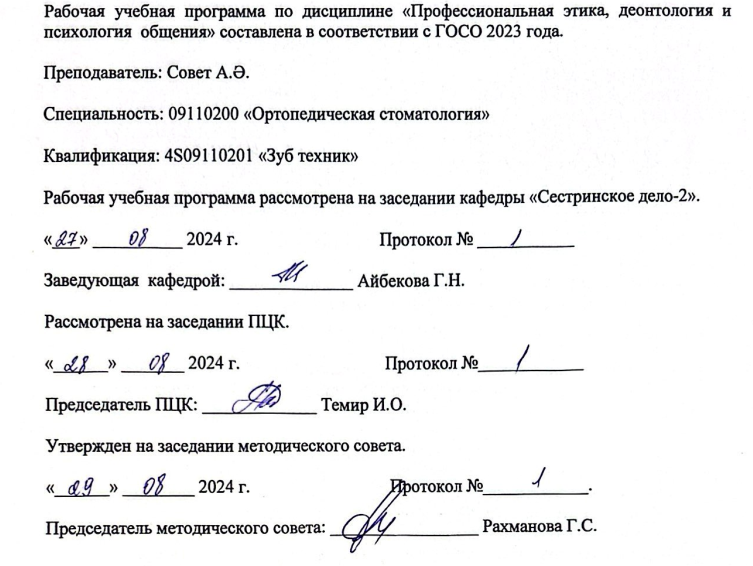 Рабочая учебная программа по дисциплине «Профессиональная этика, деонтология и
психология общения» составлена в соответствии с ГОСО 2023 года.
Преподаватель: Совет А.Ә.
Специальность: 09110200 «Ортопедическая стоматология»
Квалификация: 4S09110201 «Зуб техник»
Рабочая учебная программа рассмотрена на заседании кафедры «Сестринское дело-2».
«27» 08 2024 г. Протокол № 1
Заведующая кафедрой: Айбекова Г.Н.
Рассмотрена на заседании ПЦК.
«28» 08 2024 г. Протокол № 1
Председатель ПЦК: Темир И.О.
Утвержден на заседании методического совета.
«29» 08 2024 г. Протокол № 1.
Председатель методического совета: Рахманова Г.С.